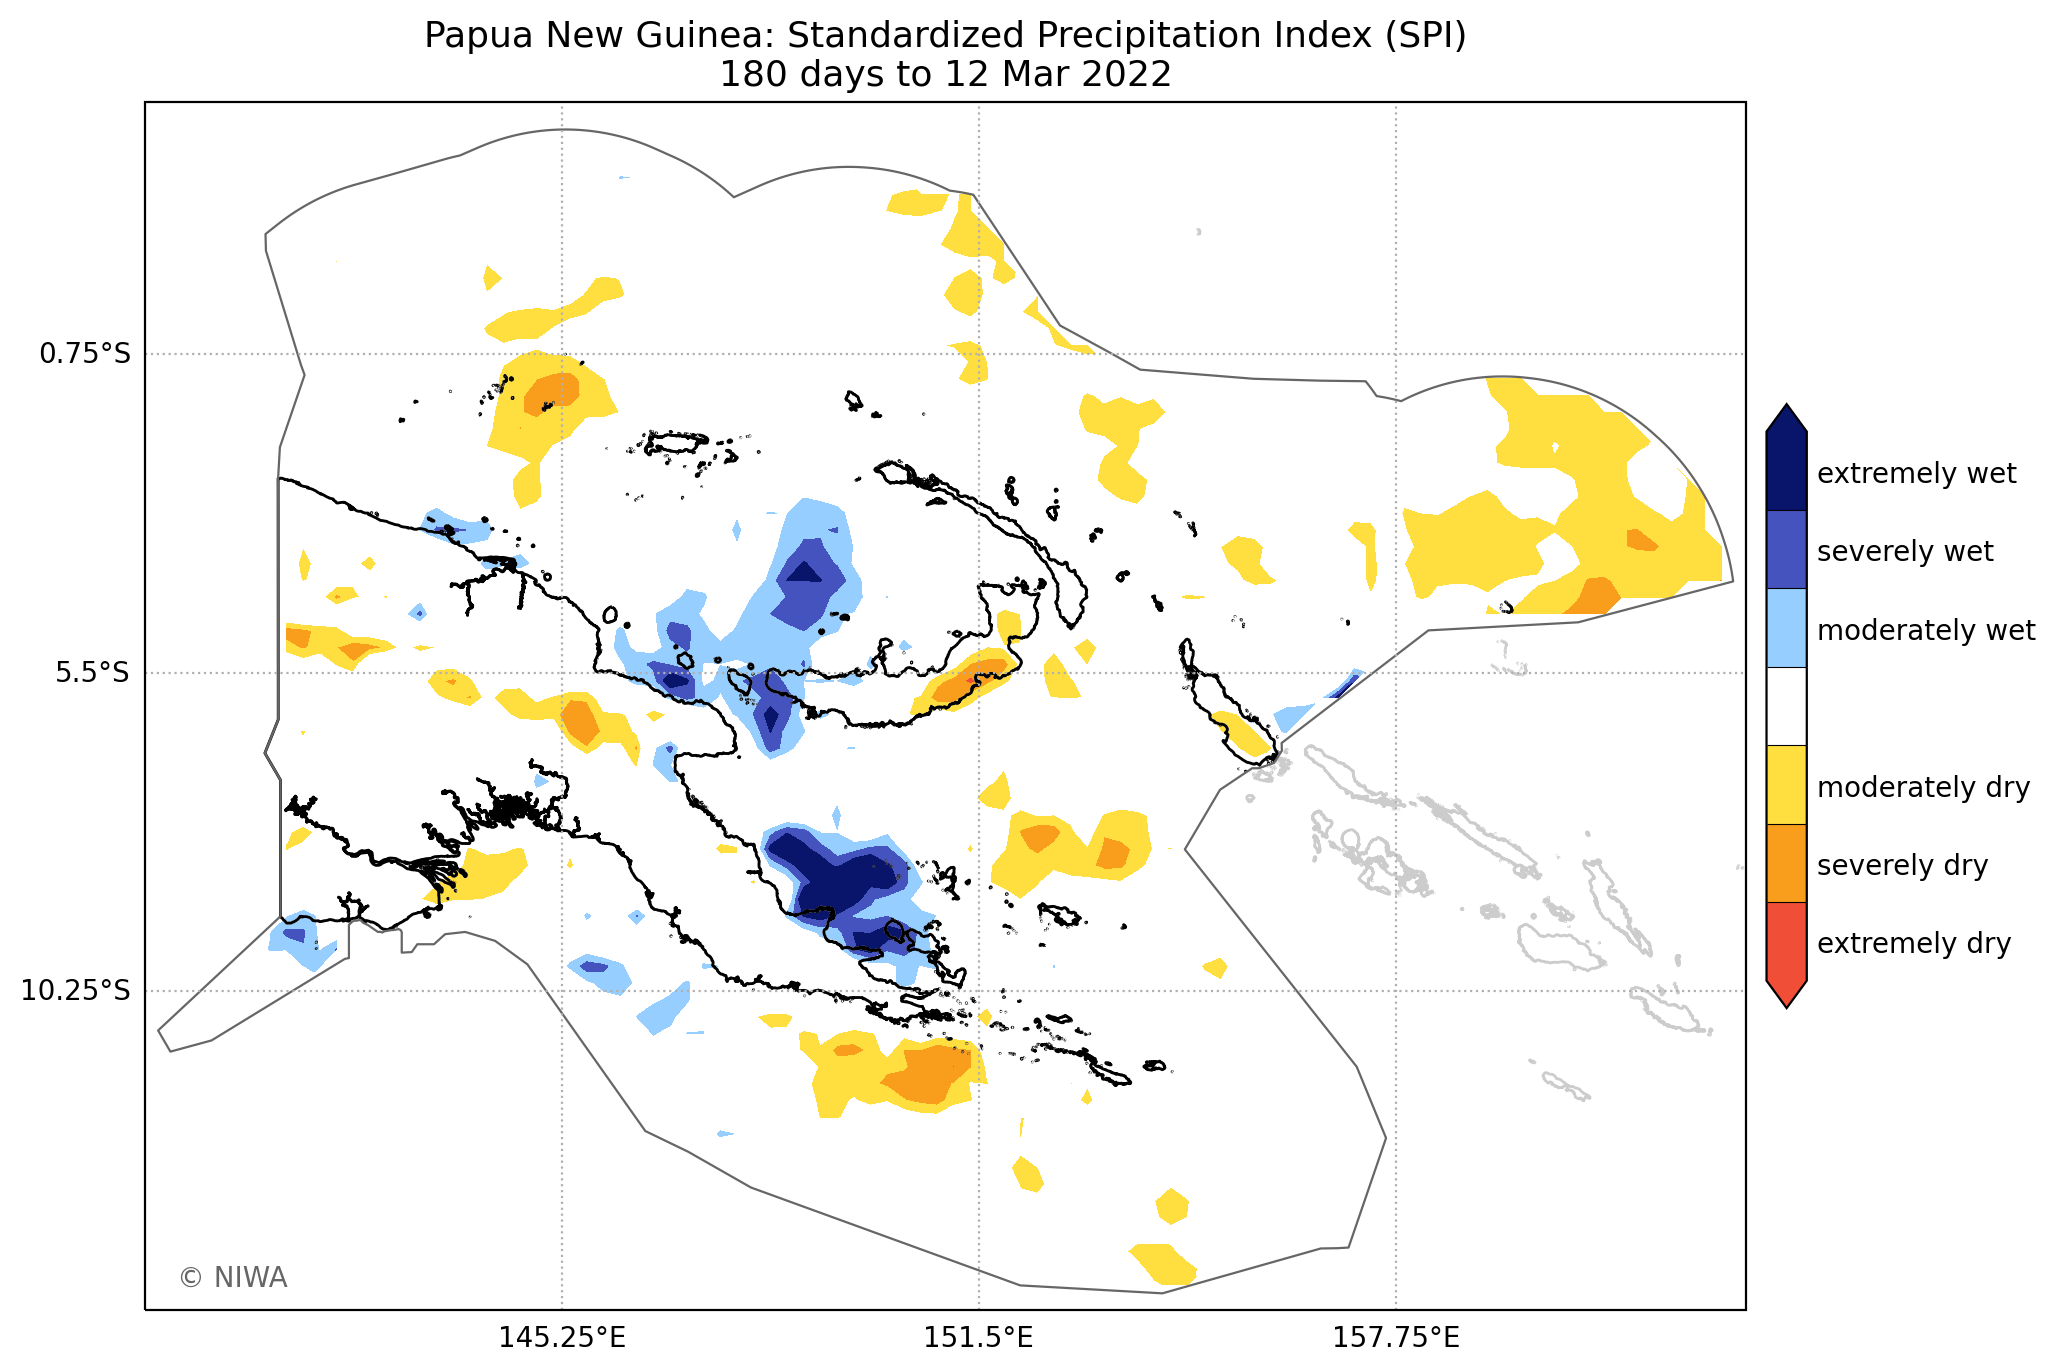 Papua New Guinea: Standardized Precipitation Index (SPI)
180 days to 12 Mar 2022
0.75°S
5.5°S
10.25°S
145.25°E
151.5°E
157.75°E
extremely wet
severely wet
moderately wet
moderately dry
severely dry
extremely dry
© NIWA